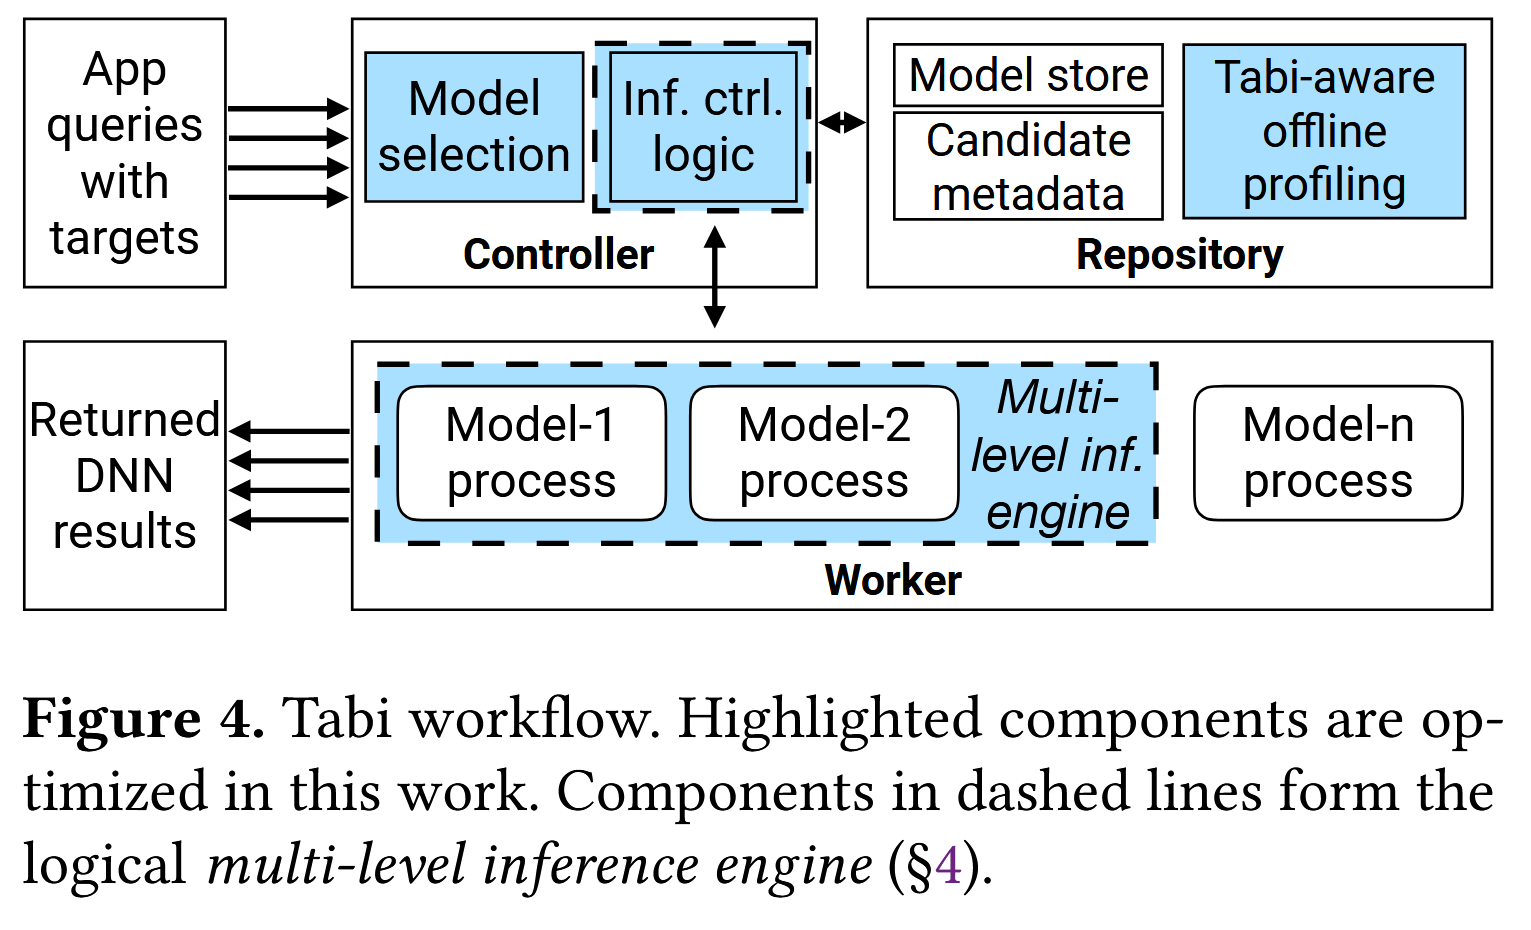 App
queries
with
targets
Model
selection
Inf. ctrl.
logic
Controller
Model store
Candidate
metadata
Tabi-aware
offline
profiling
Repository
Returned
DNN
results
Model-1
process
Model-2
process
Multi-
level inf.
engine
Model-n
process
Worker
Figure 4. Tabi workflow. Highlighted components are op-
timized in this work. Components in dashed lines form the
logical multi-level inference engine (§4).